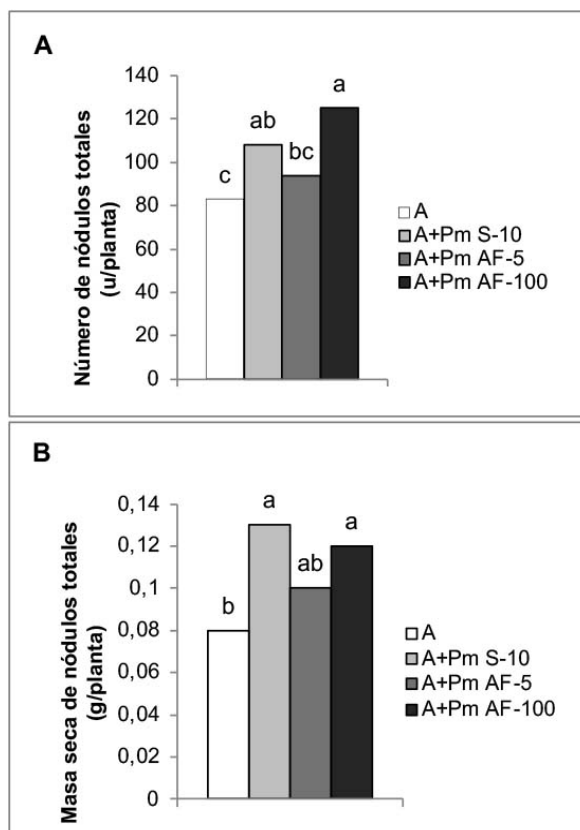 A
Número de nódulos totales
(u/planta)
140
120
100
80
60
40
20
0
c
ab
bc
a
A
A+Pm S-10
A+Pm AF-5
A+Pm AF-100
B
Masa seca de nódulos totales
(g/planta)
0,14
0,12
0,1
0,08
0,06
0,04
0,02
0
b
a
ab
a
A
A+Pm S-10
A+Pm AF-5
A+Pm AF-100